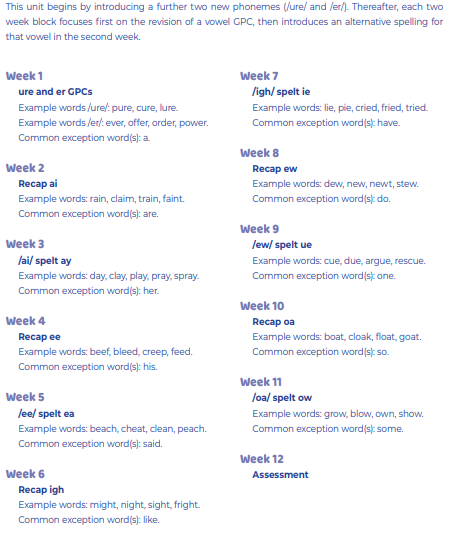 This unit begins by introducing a further two new phonemes (/ure/ and /er/). Thereafter, each two
week block focuses first on the revision of a vowel GPC, then introduces an alternative spelling for
that vowel in the second week.
Week 1
ure and er GPCs
Example words /ure/: pure, cure, lure.
Example words /er/: ever, offer, order, power.
Common exception word(s): a.
Week 2
Recap ai
Example words: rain, claim, train, faint.
Common exception word(s): are.
Week 3
/ai/ spelt ay
Example words: day, clay, play, pray, spray.
Common exception word(s): her.
Week 4
Recap ee
Example words: beef, bleed, creep, feed.
Common exception word(s): his.
Week 5
/ee/ spelt ea
Example words: beach, cheat, clean, peach.
Common exception word(s): said.
Week 6
Recap igh
Example words: might, night, sight, fright.
Common exception word(s): like.
Week 7
/igh/ spelt ie
Example words: lie, pie, cried, fried, tried.
Common exception word(s): have.
Week 8
Recap ew
Example words: dew, new, newt, stew.
Common exception word(s): do.
Week 9
/ew/ spelt ue
Example words: cue, due, argue, rescue.
Common exception word(s): one.
Week 10
Recap oa
Example words: boat, cloak, float, goat.
Common exception word(s): so.
Week 11
/oa/ spelt ow
Example words: grow, blow, own, show.
Common exception word(s): some.
Week 12
Assessment